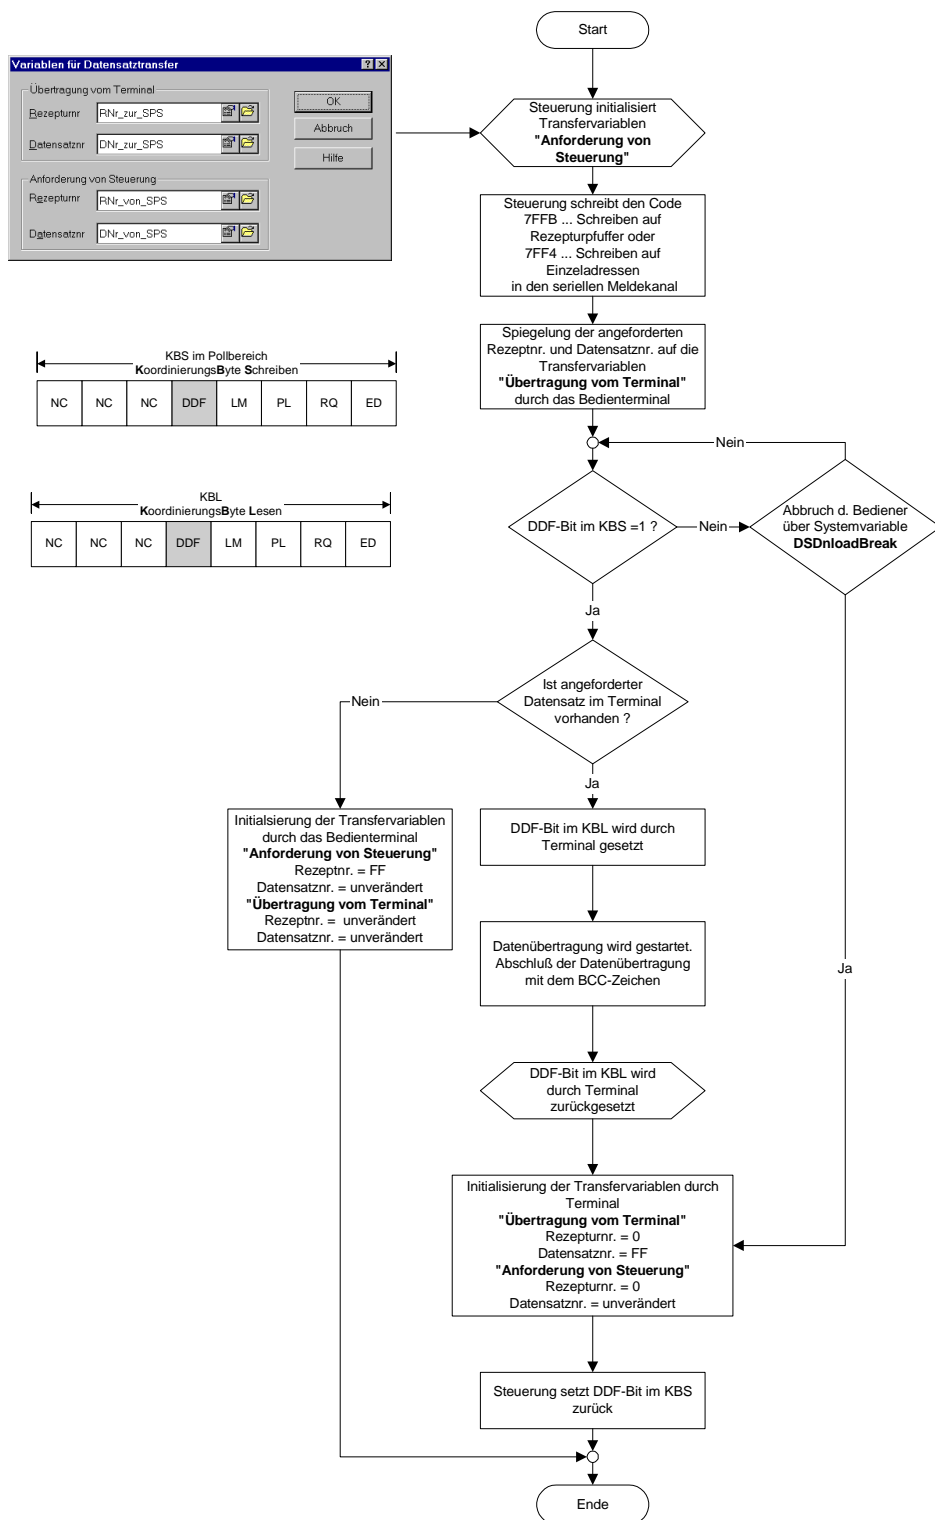 Start
Variablen für Datensatztransfer
Übertragung vom Terminal
Rezepturnr
RNr_zur_SPS
Datensatznr
DNr_zur_SPS
Anforderung von Steuerung
Rezepturnr
RNr_von_SPS
Datensatznr
DNr_von_SPS
OK
Abbruch
Hilfe
Steuerung initialisiert
Transfervariablen
"Anforderung von
Steuerung"
Steuerung schreibt den Code
7FFB ... Schreiben auf
Rezepturpfuffer oder
7FF4 ... Schreiben auf
Einzeladressen
in den seriellen Meldekanal
Spiegelung der angeforderten
Rezeptnr. und Datensatznr. auf die
Transfervariablen
"Übertragung vom Terminal"
durch das Bedienterminal
KBS im Pollbereich
KoordinierungsByte Schreiben
NC NC NC DDF LM PL RQ ED
KBL
KoordinierungsByte Lesen
NC NC NC DDF LM PL RQ ED
Nein
DDF-Bit im KBS =1 ?
Nein
Abbruch d. Bediener
über Systemvariable
DSDnloadBreak
Ja
Ist angeforderter
Datensatz im Terminal
vorhanden ?
Nein
Ja
Initialsierung der Transfervariablen
durch das Bedienterminal
"Anforderung von Steuerung"
Rezeptnr. = FF
Datensatznr. = unverändert
"Übertragung vom Terminal"
Rezeptnr. = unverändert
Datensatznr. = unverändert
DDF-Bit im KBL wird durch
Terminal gesetzt
Datenübertragung wird gestartet.
Abschluß der Datenübertragung
mit dem BCC-Zeichen
Ja
DDF-Bit im KBL wird
durch Terminal
zurückgesetzt
Initialisierung der Transfervariablen durch
Terminal
"Übertragung vom Terminal"
Rezepturnr. = 0
Datensatznr. = FF
"Anforderung von Steuerung"
Rezepturnr. = 0
Datensatznr. = unverändert
Steuerung setzt DDF-Bit im KBS
zurück
Ende